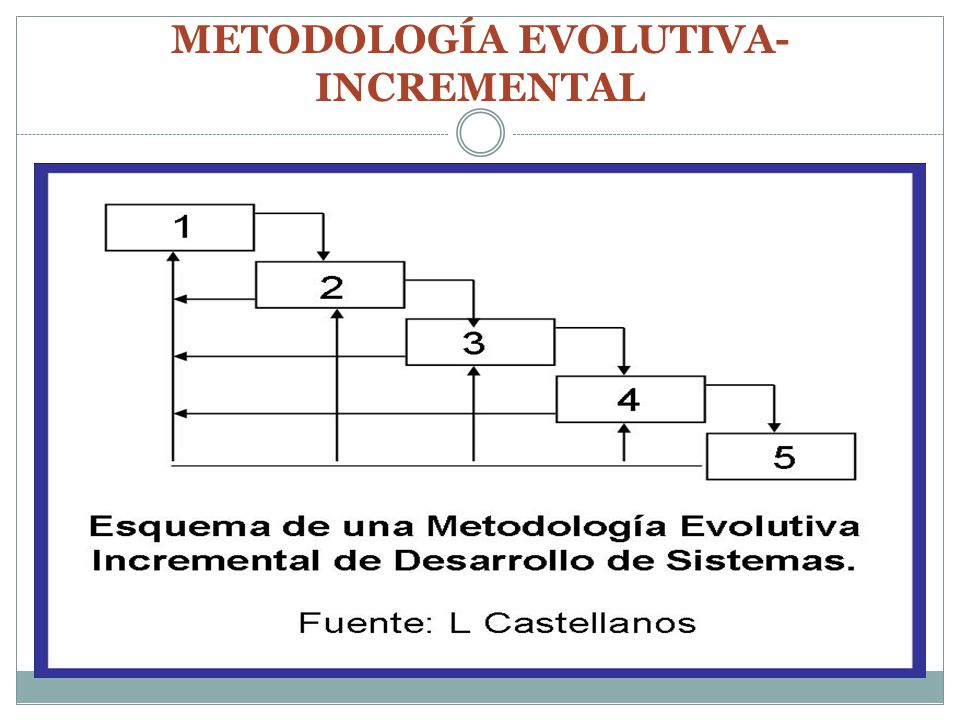 METODOLOGÍA EVOLUTIVA-
INCREMENTAL
1
2
3
4
5
Esquema de una Metodología Evolutiva
Incremental de Desarrollo de Sistemas.
Fuente: L Castellanos